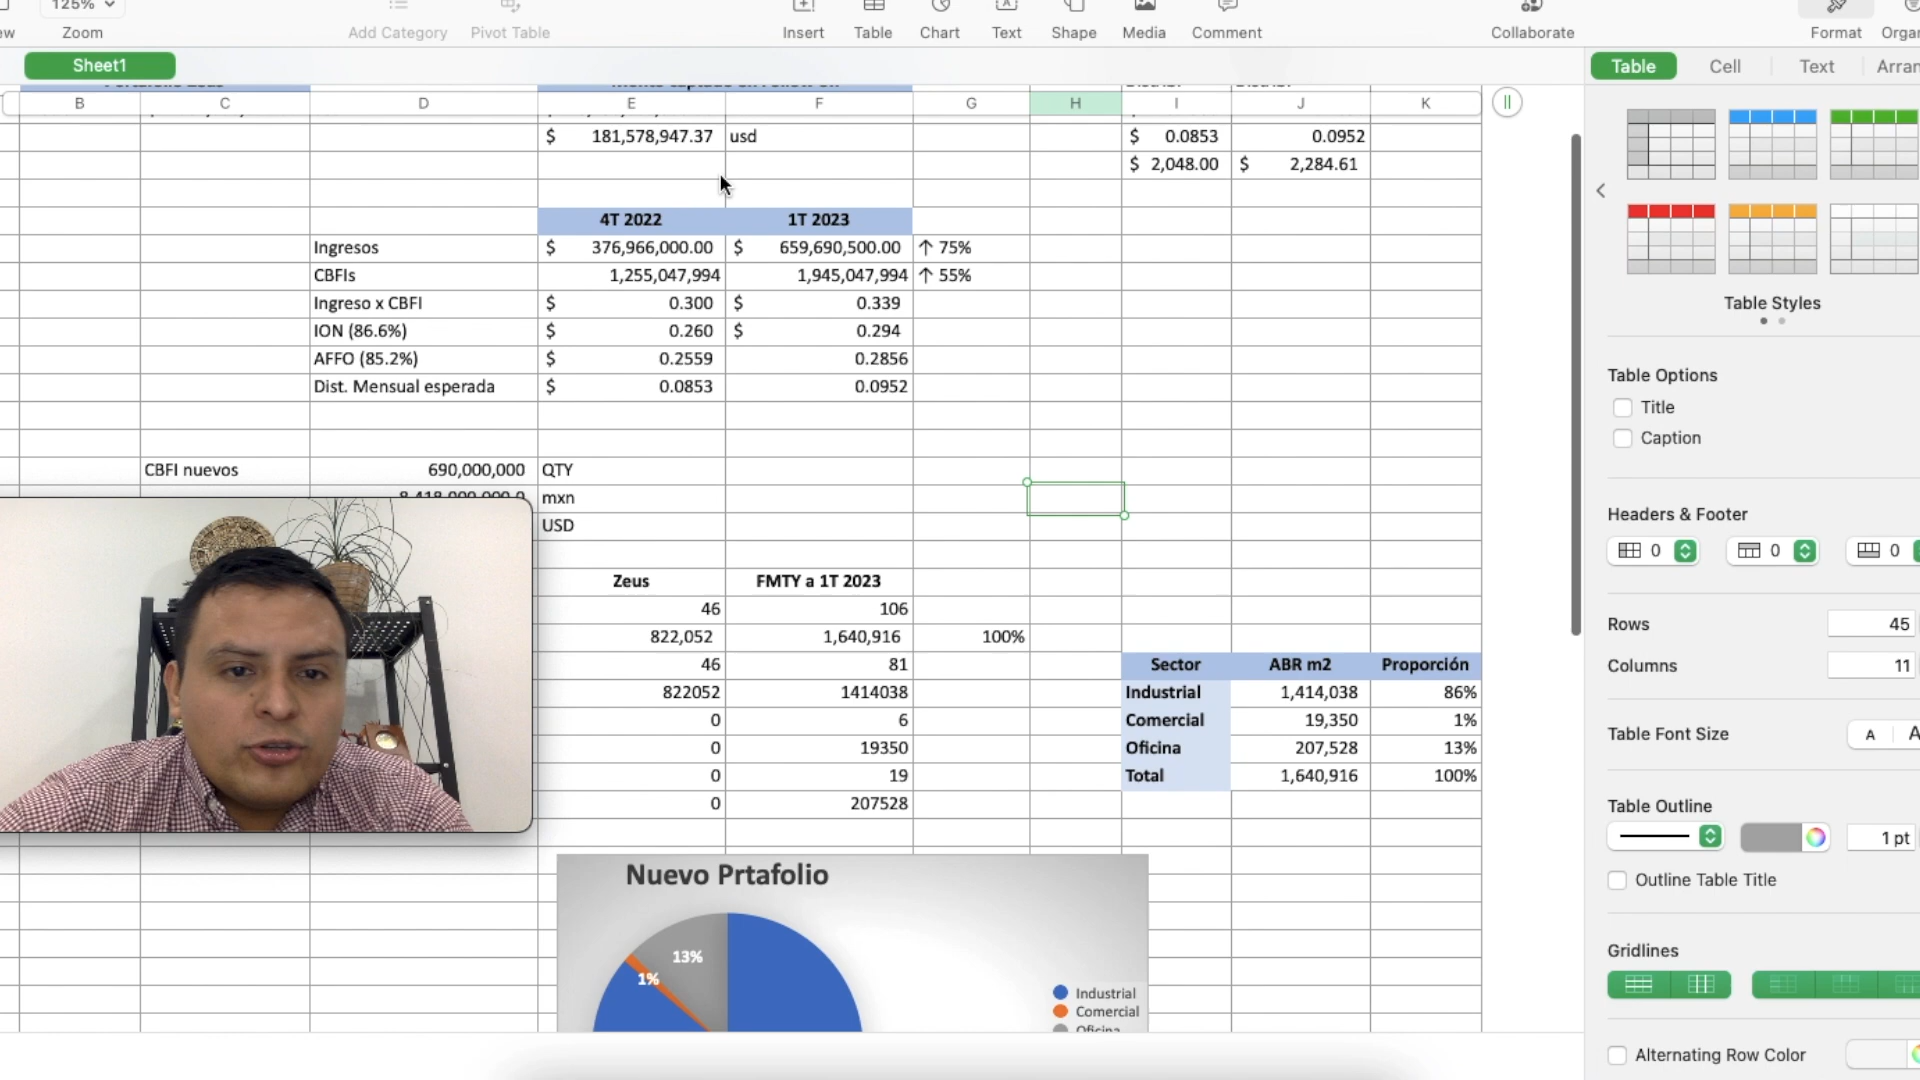 125%
Zoom
Add Category
Pivot Table
Insert
Table
Chart
Text
Shape
Media
Comment
Collaborate
Format
Sheet1
Table
Cell
Text
B C D E F G H I J K
$ 181,578,947.37 usd
$ 0.0853 0.0952
$ 2,048.00 $ 2,284.61
4T 2022 1T 2023
Ingresos $ 376,966,000.00 $ 659,690,500.00 ↑ 75%
CBFIs 1,255,047,994 1,945,047,994 ↑ 55%
Ingreso x CBFI $ 0.300 $ 0.339
ION (86.6%) $ 0.260 $ 0.294
AFFO (85.2%) $ 0.2559 0.2856
Dist. Mensual esperada $ 0.0853 0.0952
CBFI nuevos 690,000,000 QTY
mxn
USD
Zeus FMTY a 1T 2023
46 106
822,052 1,640,916 100%
46 81
822052 1414038
0 6
0 19350
0 19
0 207528
Sector ABR m2 Proporción
Industrial 1,414,038 86%
Comercial 19,350 1%
Oficina 207,528 13%
Total 1,640,916 100%
Nuevo Prtafolio
13%
1%
Industrial
Comercial
Oficina
Table Styles
Table Options
Title
Caption
Headers & Footer
0 0 0
Rows 45
Columns 11
Table Font Size A A
Table Outline
1 pt
Outline Table Title
Gridlines
Alternating Row Color